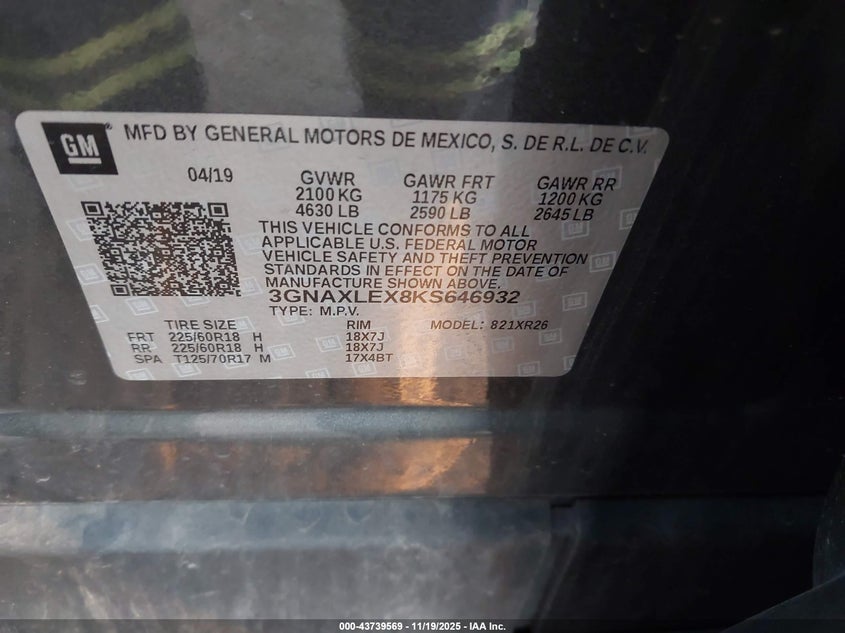 GM ® MFD BY GENERAL MOTORS DE MEXICO, S. DE R.L. DE C.V.
04/19 GVWR GAWR FRT GAWR RR
2100 KG 1175 KG 1200 KG
4630 LB 2590 LB 2645 LB
THIS VEHICLE CONFORMS TO ALL
APPLICABLE U.S. FEDERAL MOTOR
VEHICLE SAFETY AND THEFT PREVENTION
STANDARDS IN EFFECT ON THE DATE OF
MANUFACTURE SHOWN ABOVE.
3GNAXLEX8KS646932
TYPE: M.P.V. MODEL: 821XR26
TIRE SIZE RIM
FRT 225/60R18 H 18X7J
RR 225/60R18 H 18X7J
SPA T125/70R17 M 17X4BT
000-43739569 - 11/19/2025 - IAA Inc.